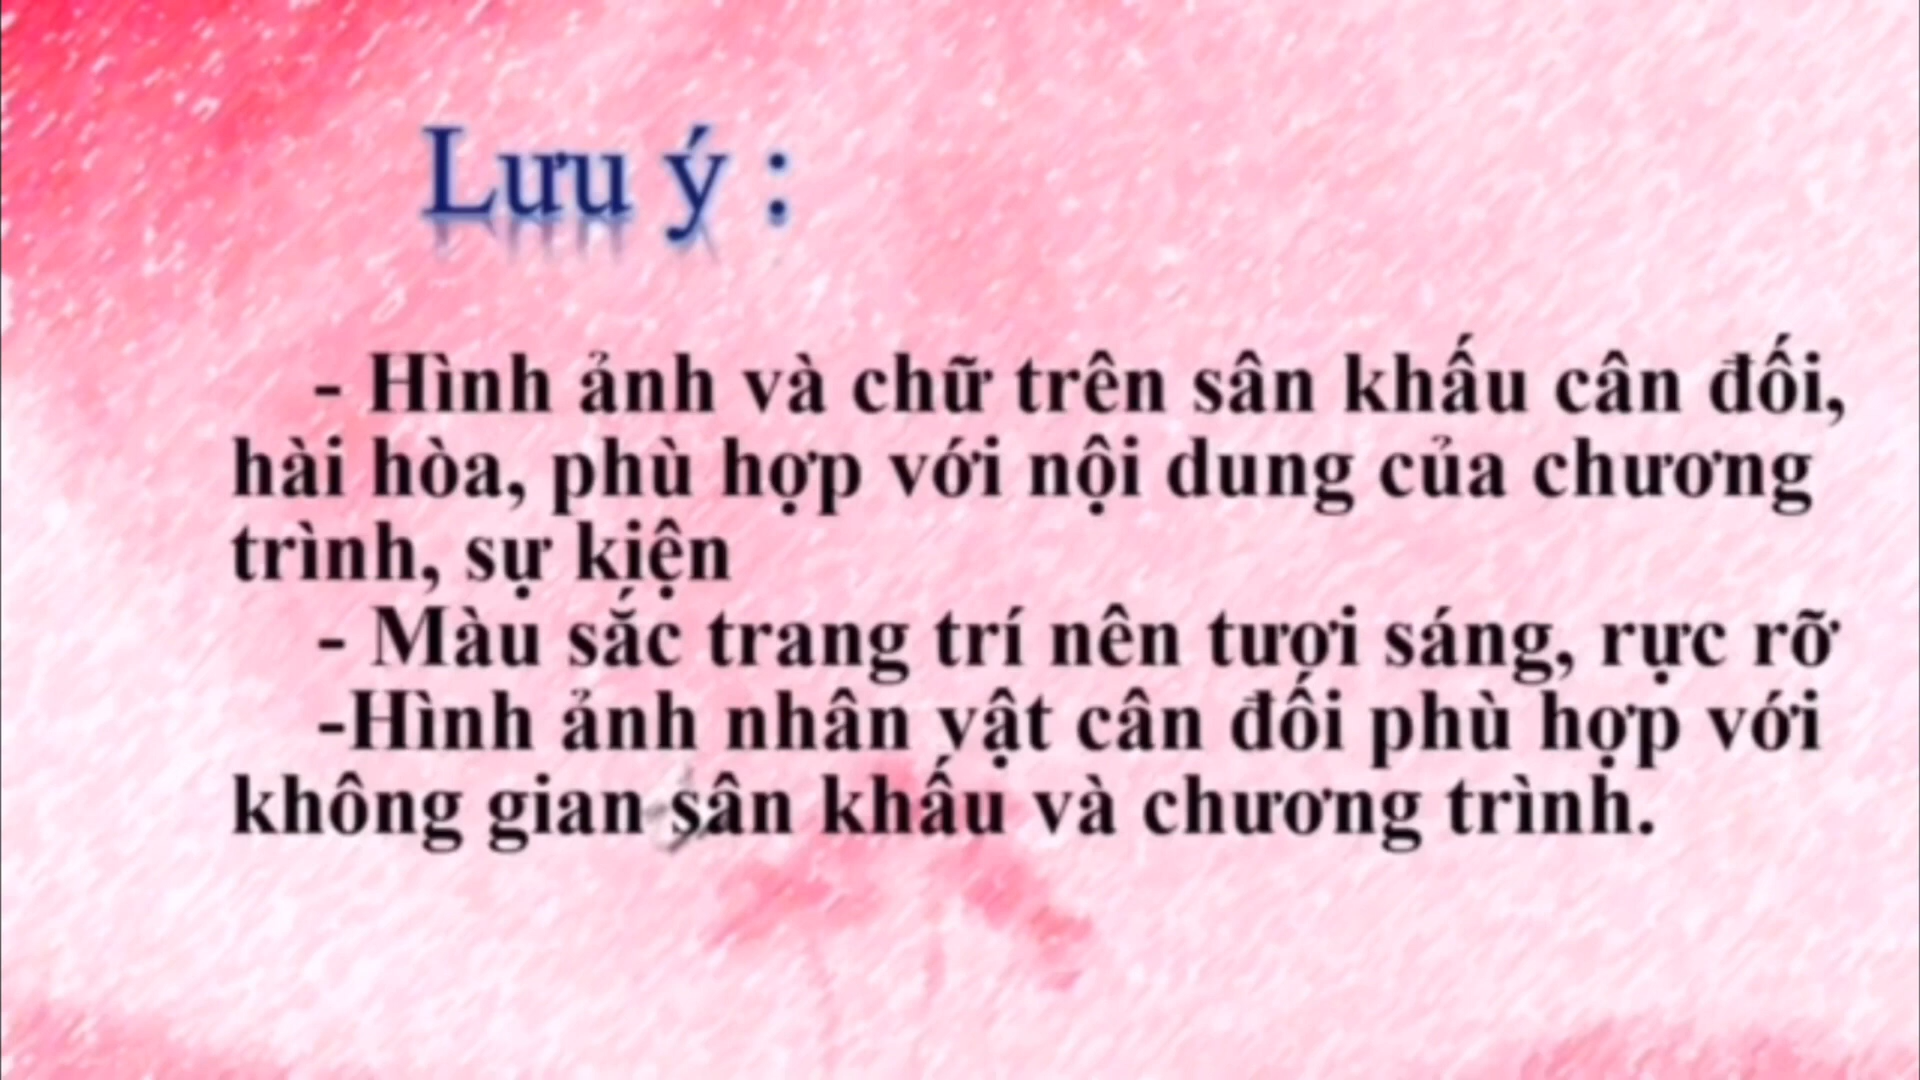 Lưu ý :
- Hình ảnh và chữ trên sân khấu cân đối,
hài hòa, phù hợp với nội dung của chương
trình, sự kiện
- Màu sắc trang trí nên tươi sáng, rực rỡ
-Hình ảnh nhân vật cân đối phù hợp với
không gian sân khấu và chương trình.